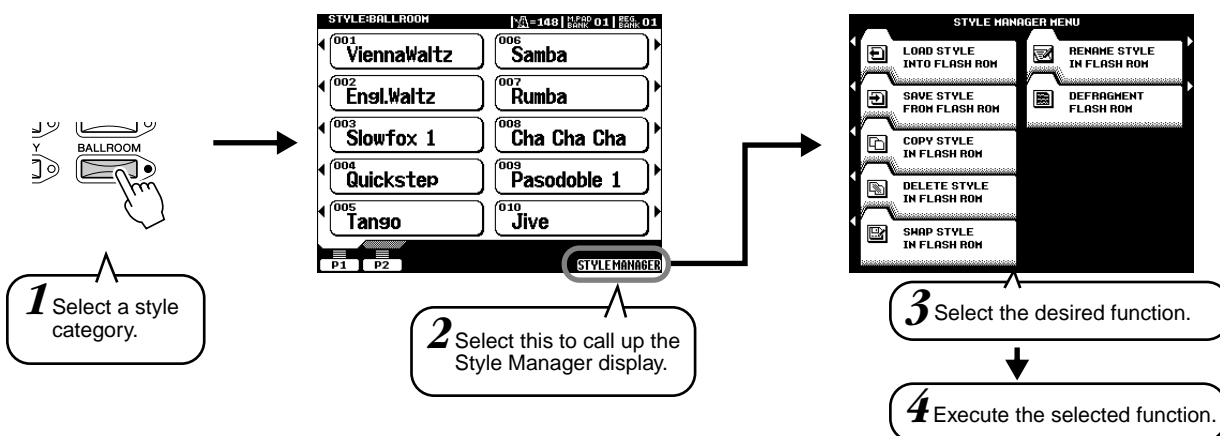 Y
BALLROOM
1 Select a style
category.
STYLE:BALLROOM
=148 M.PAD BANK 01 REG. BANK 01
001 ViennaWaltz
006 Samba
002 Engl.Waltz
007 Rumba
003 Slowfox 1
008 Cha Cha Cha
004 Quickstep
009 Pasodoble 1
005 Tango
010 Jive
P1 P2 STYLEMANAGER
2 Select this to call up the
Style Manager display.
STYLE MANAGER MENU
LOAD STYLE
INTO FLASH ROM
SAVE STYLE
FROM FLASH ROM
COPY STYLE
IN FLASH ROM
DELETE STYLE
IN FLASH ROM
SWAP STYLE
IN FLASH ROM
RENAME STYLE
IN FLASH ROM
DEFRAGMENT
FLASH ROM
3 Select the desired function.
4 Execute the selected function.